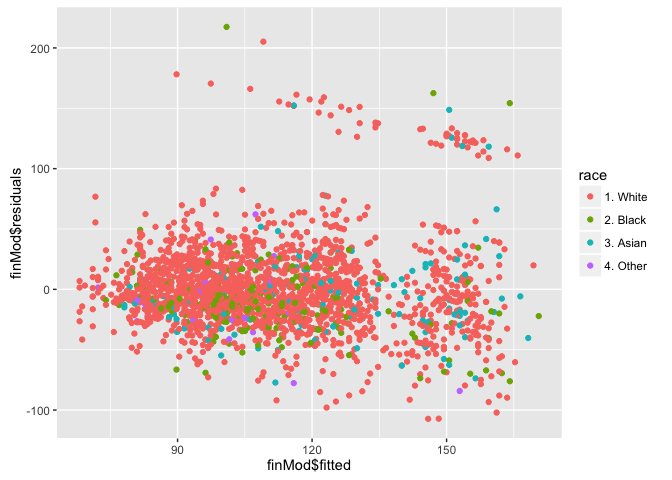 200
100
0
-100
finMod$residuals
90
120
150
finMod$fitted
race
1. White
2. Black
3. Asian
4. Other